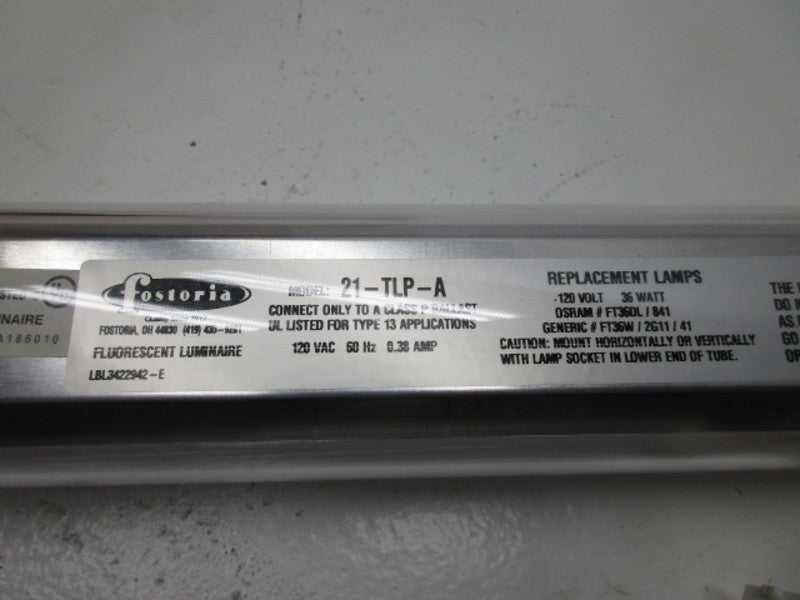 fostoria
FOSTORIA, OH 44830 (419) 435-9201
FLUORESCENT LUMINAIRE
LBL3422942-E
MODEL: 21-TLP-A
CONNECT ONLY TO A CLASS P BALLAST
UL LISTED FOR TYPE 13 APPLICATIONS
120 VAC 60 Hz 0.38 AMP
REPLACEMENT LAMPS
120 VOLT 36 WATT
OSRAM # FT36DL / 841
GENERIC # FT36W / 2G11 / 41
CAUTION: MOUNT HORIZONTALLY OR VERTICALLY
WITH LAMP SOCKET IN LOWER END OF TUBE.
THE
DO
AS
GO